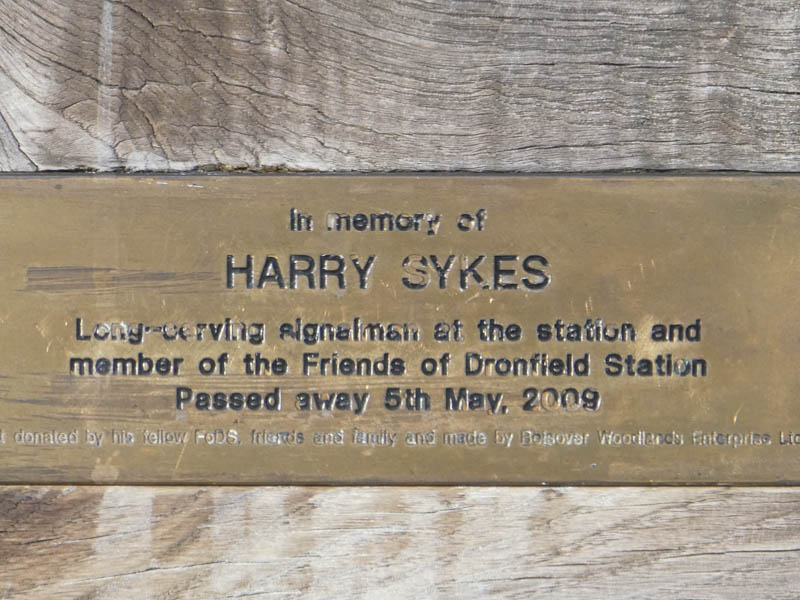 In memory of
HARRY SYKES
Long-serving signalman at the station and
member of the Friends of Dronfield Station
Passed away 5th May, 2009
donated by his fellow FoDS, friends and family and made by Bolsover Woodlands Enterprise Ltd